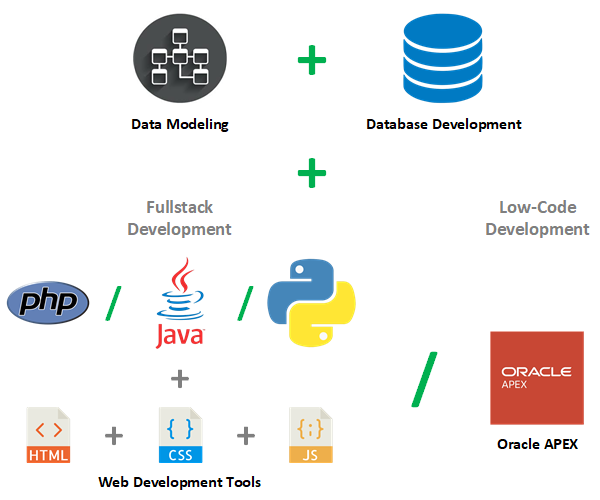 Data Modeling
Database Development
Fullstack
Development
Low-Code
Development
php
Java
ORACLE
APEX
HTML
CSS
JS
Oracle APEX
Web Development Tools